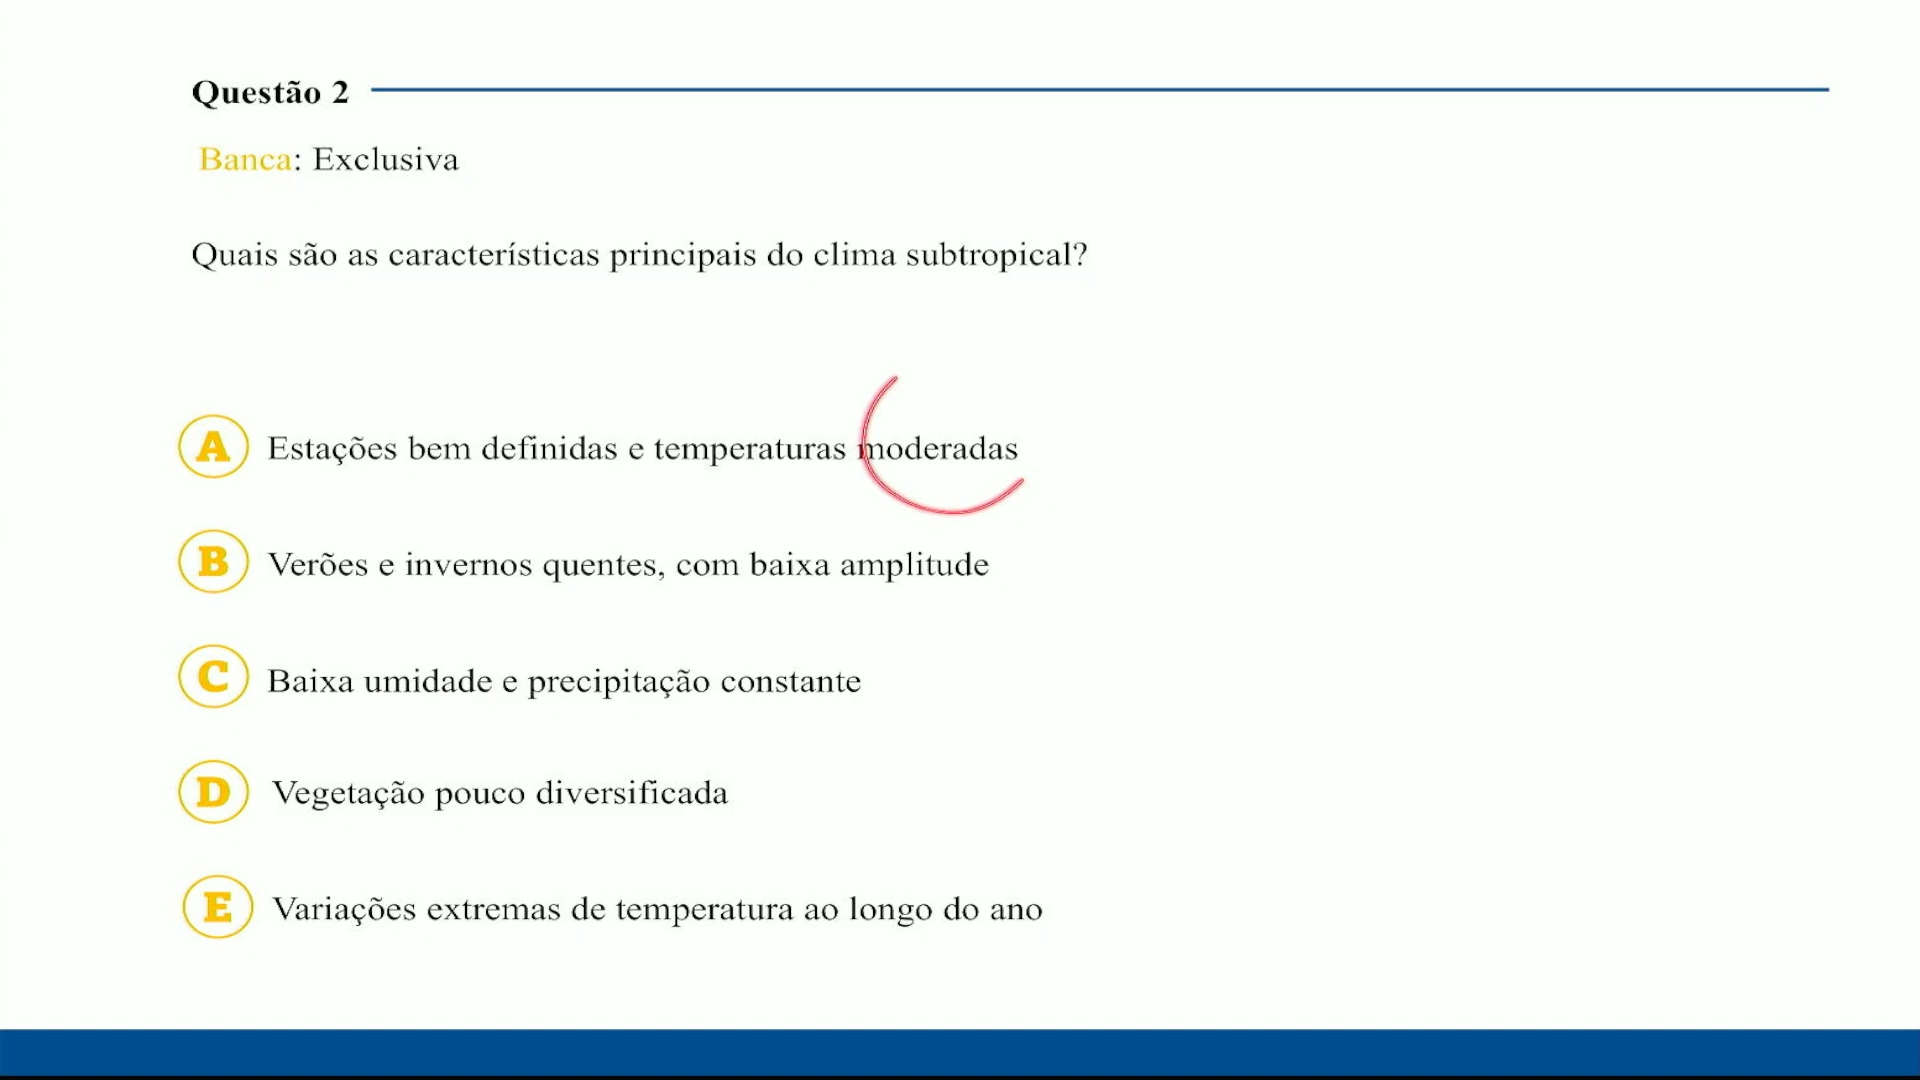 Questão 2
Banca: Exclusiva
Quais são as características principais do clima subtropical?
A Estações bem definidas e temperaturas moderadas
B Verões e invernos quentes, com baixa amplitude
C Baixa umidade e precipitação constante
D Vegetação pouco diversificada
E Variações extremas de temperatura ao longo do ano